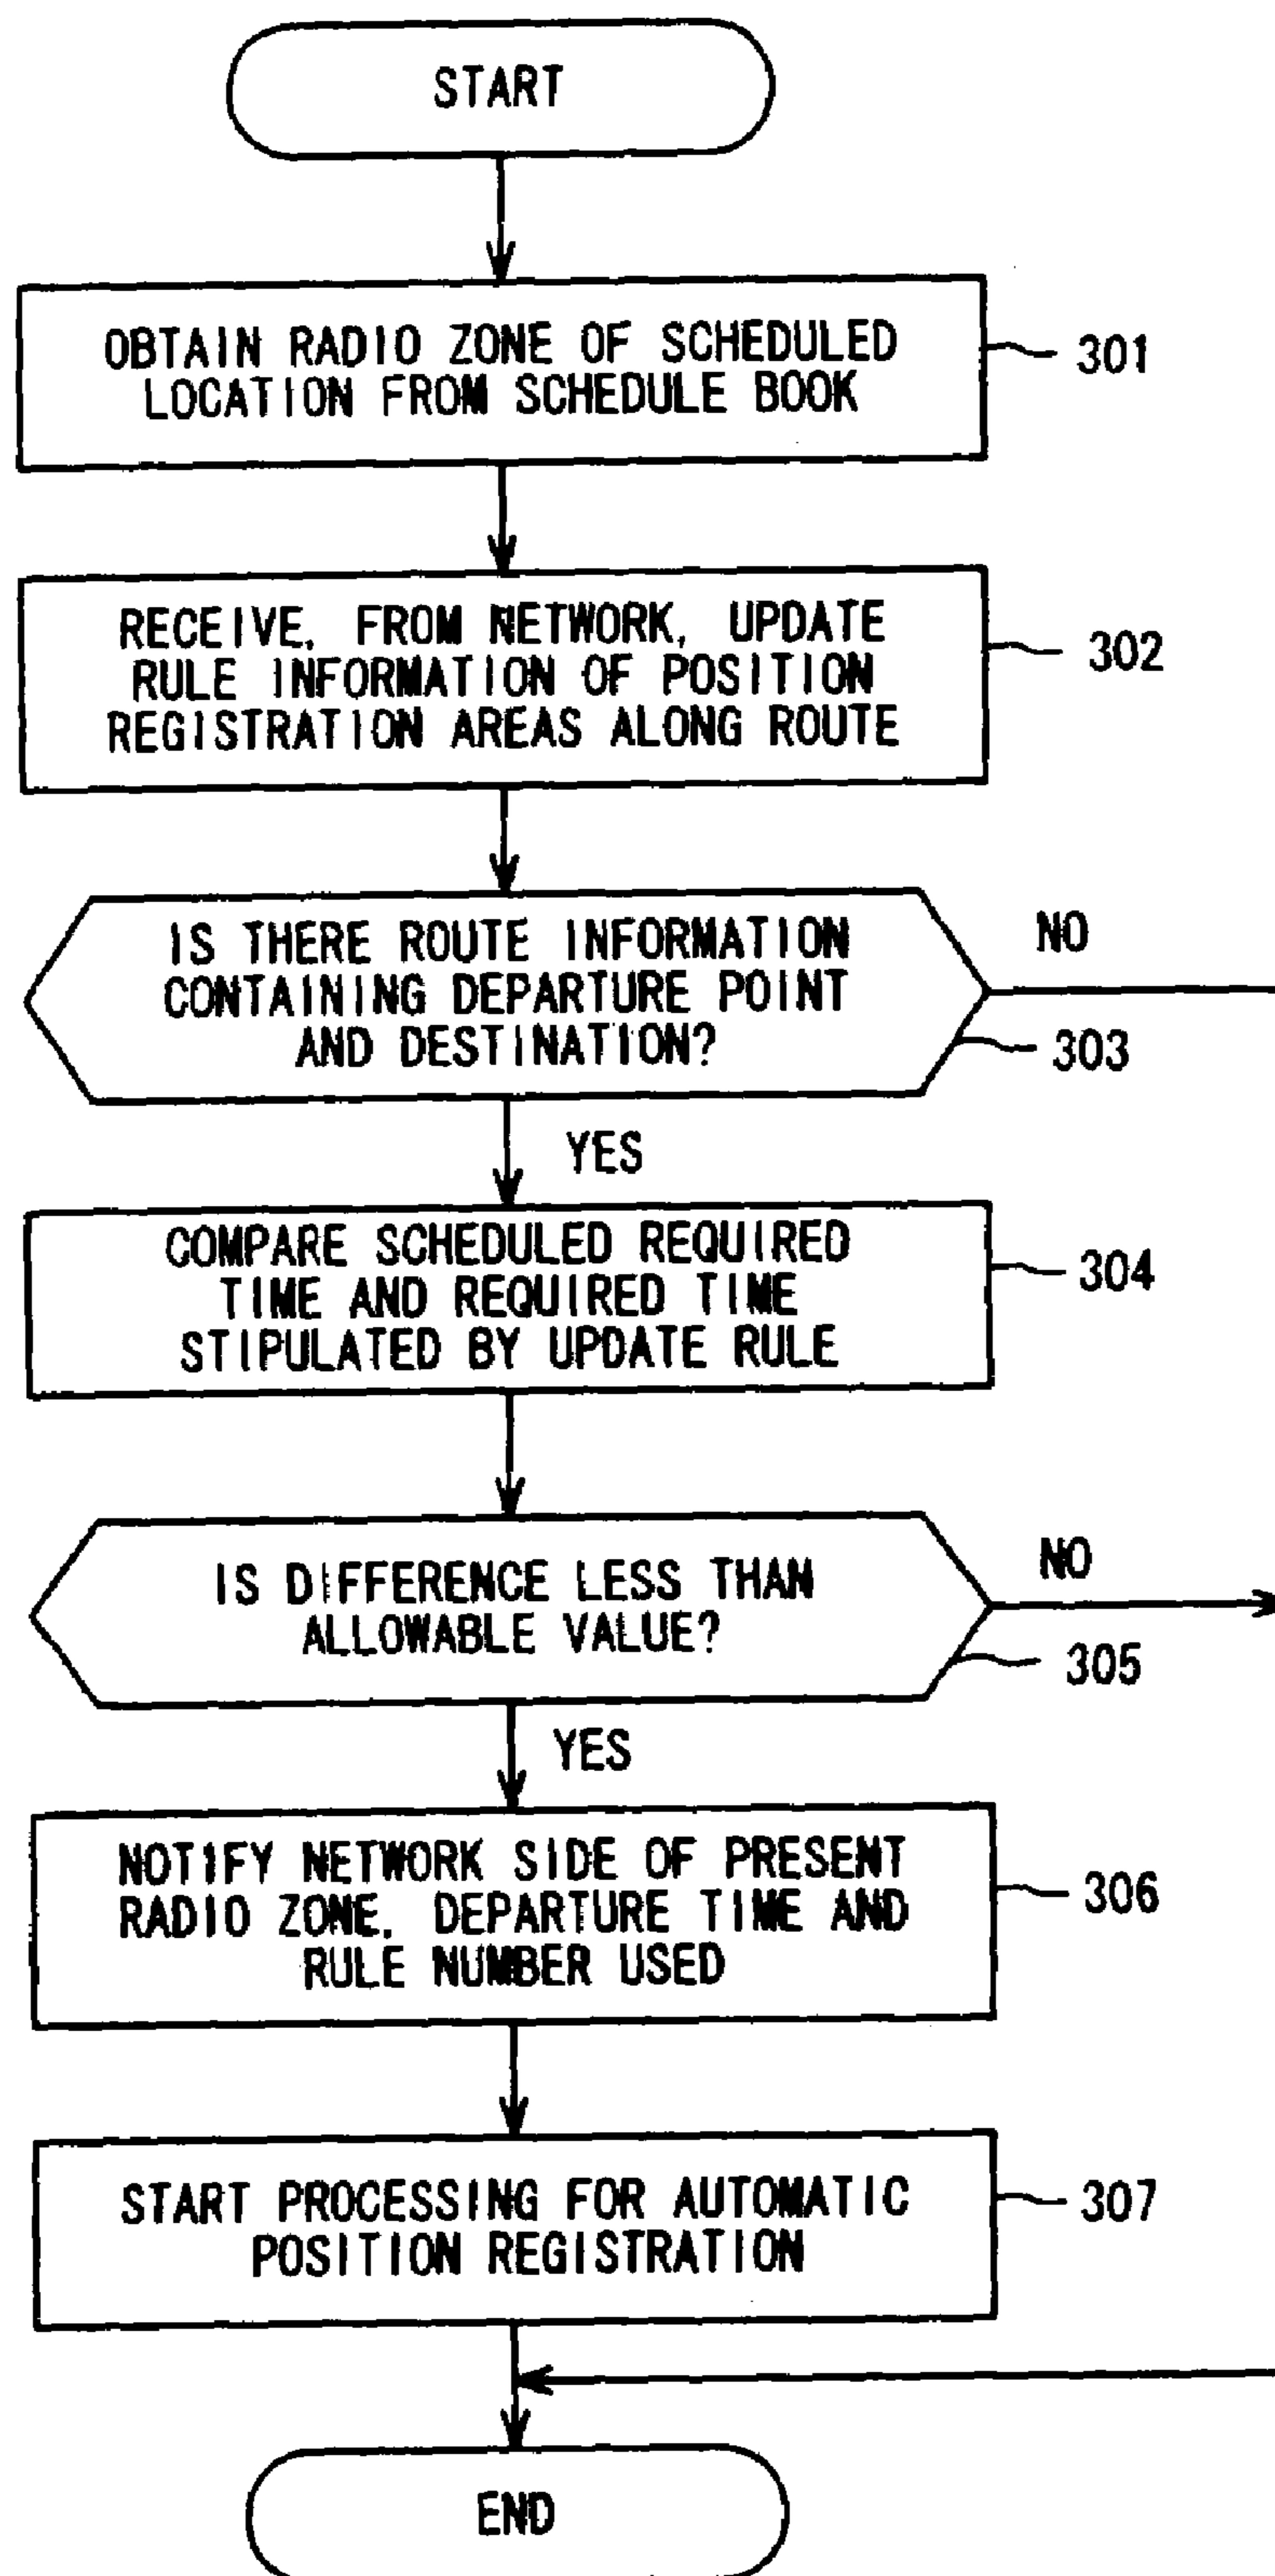 START
OBTAIN RADIO ZONE OF SCHEDULED
LOCATION FROM SCHEDULE BOOK
301
RECEIVE, FROM NETWORK, UPDATE
RULE INFORMATION OF POSITION
REGISTRATION AREAS ALONG ROUTE
302
IS THERE ROUTE INFORMATION
CONTAINING DEPARTURE POINT
AND DESTINATION?
NO
303
YES
COMPARE SCHEDULED REQUIRED
TIME AND REQUIRED TIME
STIPULATED BY UPDATE RULE
304
IS DIFFERENCE LESS THAN
ALLOWABLE VALUE?
NO
305
YES
NOTIFY NETWORK SIDE OF PRESENT
RADIO ZONE, DEPARTURE TIME AND
RULE NUMBER USED
306
START PROCESSING FOR AUTOMATIC
POSITION REGISTRATION
307
END